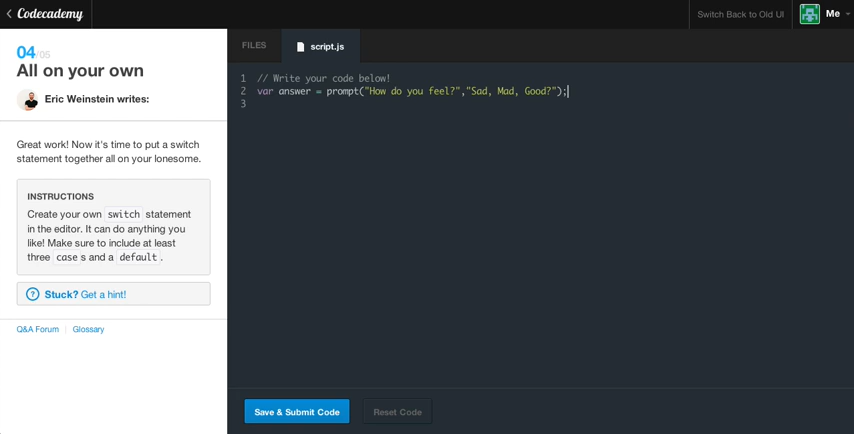 Codecademy
Switch Back to Old UI
Me
04/05
All on your own
Eric Weinstein writes:
Great work! Now it's time to put a switch
statement together all on your lonesome.
INSTRUCTIONS
Create your own switch statement
in the editor. It can do anything you
like! Make sure to include at least
three case s and a default .
? Stuck? Get a hint!
Q&A Forum
Glossary
FILES
script.js
1 // Write your code below!
2 var answer = prompt("How do you feel?","Sad, Mad, Good?");
3
Save & Submit Code
Reset Code